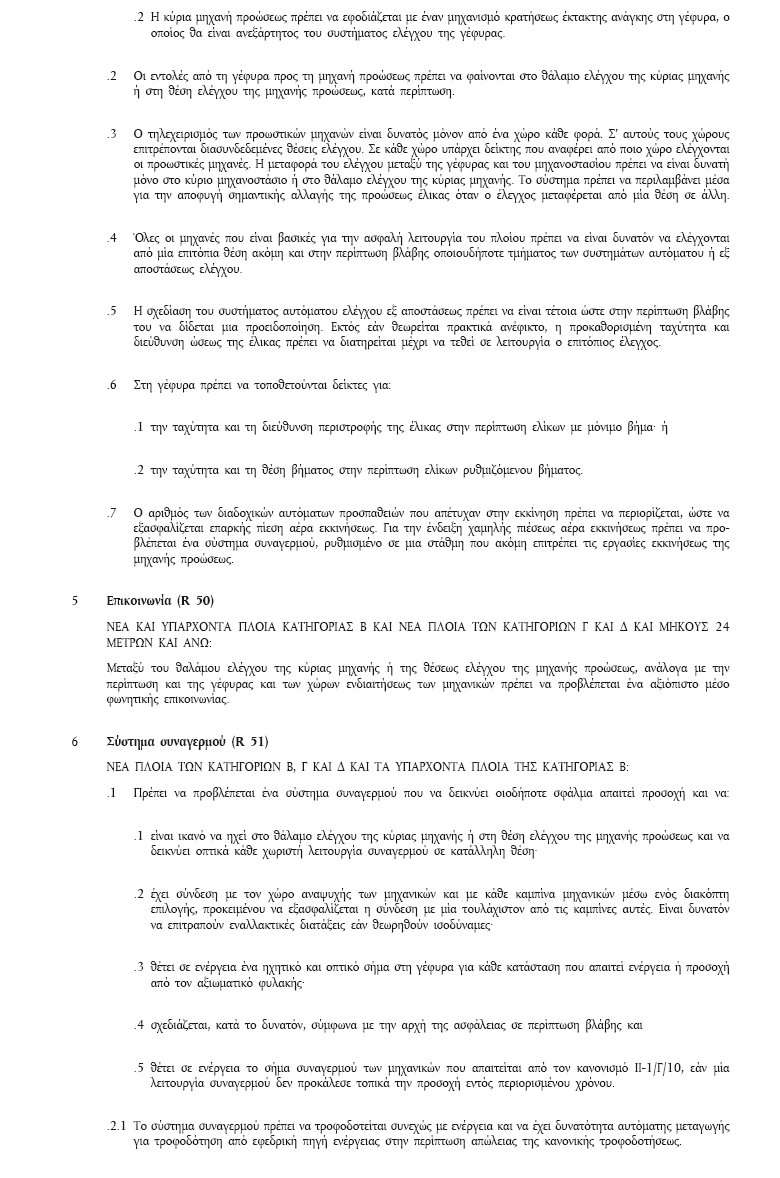 .2 Η κύρια μηχανή προώσεως πρέπει να εφοδιάζεται με έναν μηχανισμό κρατήσεως έκτακτης ανάγκης στη γέφυρα, ο
οποίος θα είναι ανεξάρτητος του συστήματος ελέγχου της γέφυρας.
.2 Οι εντολές από τη γέφυρα προς τη μηχανή προώσεως πρέπει να φαίνονται στο θάλαμο ελέγχου της κύριας μηχανής
ή στη θέση ελέγχου της μηχανής προώσεως, κατά περίπτωση.
.3 Ο τηλεχειρισμός των προωστικών μηχανών είναι δυνατός μόνον από ένα χώρο κάθε φορά. Σ' αυτούς τους χώρους
επιτρέπονται διασυνδεδεμένες θέσεις ελέγχου. Σε κάθε χώρο υπάρχει δείκτης που αναφέρει από ποιο χώρο ελέγχονται
οι προωστικές μηχανές. Η μεταφορά του ελέγχου μεταξύ της γέφυρας και του μηχανοστασίου πρέπει να είναι δυνατή
μόνο στο κύριο μηχανοστάσιο ή στο θάλαμο ελέγχου της κύριας μηχανής. Το σύστημα πρέπει να περιλαμβάνει μέσα
για την αποφυγή σημαντικής αλλαγής της προώσεως έλικας όταν ο έλεγχος μεταφέρεται από μία θέση σε άλλη.
.4 'Ολες οι μηχανές που είναι βασικές για την ασφαλή λειτουργία του πλοίου πρέπει να είναι δυνατόν να ελέγχονται
από μία επιτόπια θέση ακόμη και στην περίπτωση βλάβης οποιουδήποτε τμήματος των συστημάτων αυτόματου ή εξ
αποστάσεως ελέγχου.
.5 Η σχεδίαση του συστήματος αυτόματου ελέγχου εξ αποστάσεως πρέπει να είναι τέτοια ώστε στην περίπτωση βλάβης
του να δίδεται μια προειδοποίηση. Εκτός εάν θεωρείται πρακτικά ανέφικτο, η προκαθορισμένη ταχύτητα και
διεύθυνση ώσεως της έλικας πρέπει να διατηρείται μέχρι να τεθεί σε λειτουργία ο επιτόπιος έλεγχος.
.6 Στη γέφυρα πρέπει να τοποθετούνται δείκτες για:
.1 την ταχύτητα και τη διεύθυνση περιστροφής της έλικας στην περίπτωση ελίκων με μόνιμο βήμα· ή
.2 την ταχύτητα και τη θέση βήματος στην περίπτωση ελίκων ρυθμιζόμενου βήματος.
.7 Ο αριθμός των διαδοχικών αυτόματων προσπαθειών που απέτυχαν στην εκκίνηση πρέπει να περιορίζεται, ώστε να
εξασφαλίζεται επαρκής πίεση αέρα εκκινήσεως. Για την ένδειξη χαμηλής πιέσεως αέρα εκκινήσεως πρέπει να προ-
βλέπεται ένα σύστημα συναγερμού, ρυθμισμένο σε μια στάθμη που ακόμη επιτρέπει τις εργασίες εκκινήσεως της
μηχανής προώσεως.
5 Επικοινωνία (R 50)
ΝΕΑ ΚΑΙ ΥΠΑΡΧΟΝΤΑ ΠΛΟΙΑ ΚΑΤΗΓΟΡΙΑΣ Β ΚΑΙ ΝΕΑ ΠΛΟΙΑ ΤΩΝ ΚΑΤΗΓΟΡΙΩΝ Γ ΚΑΙ Δ ΚΑΙ ΜΗΚΟΥΣ 24
ΜΕΤΡΩΝ ΚΑΙ ΑΝΩ:
Μεταξύ του θαλάμου ελέγχου της κύριας μηχανής ή της θέσεως ελέγχου της μηχανής προώσεως, ανάλογα με την
περίπτωση και της γέφυρας και των χώρων ενδιαιτήσεως των μηχανικών πρέπει να προβλέπεται ένα αξιόπιστο μέσο
φωνητικής επικοινωνίας.
6 Σύστημα συναγερμού (R 51)
ΝΕΑ ΠΛΟΙΑ ΤΩΝ ΚΑΤΗΓΟΡΙΩΝ Β, Γ ΚΑΙ Δ ΚΑΙ ΤΑ ΥΠΑΡΧΟΝΤΑ ΠΛΟΙΑ ΤΗΣ ΚΑΤΗΓΟΡΙΑΣ Β:
.1 Πρέπει να προβλέπεται ένα σύστημα συναγερμού που να δεικνύει οιοδήποτε σφάλμα απαιτεί προσοχή και να:
.1 είναι ικανό να ηχεί στο θάλαμο ελέγχου της κύριας μηχανής ή στη θέση ελέγχου της μηχανής προώσεως και να
δεικνύει οπτικά κάθε χωριστή λειτουργία συναγερμού σε κατάλληλη θέση·
.2 έχει σύνδεση με τον χώρο αναψυχής των μηχανικών και με κάθε καμπίνα μηχανικών μέσω ενός διακόπτη
επιλογής, προκειμένου να εξασφαλίζεται η σύνδεση με μία τουλάχιστον από τις καμπίνες αυτές. Είναι δυνατόν
να επιτραπούν εναλλακτικές διατάξεις εάν θεωρηθούν ισοδύναμες·
.3 θέτει σε ενέργεια ένα ηχητικό και οπτικό σήμα στη γέφυρα για κάθε κατάσταση που απαιτεί ενέργεια ή προσοχή
από τον αξιωματικό φυλακής·
.4 σχεδιάζεται, κατά το δυνατόν, σύμφωνα με την αρχή της ασφάλειας σε περίπτωση βλάβης και
.5 θέτει σε ενέργεια το σήμα συναγερμού των μηχανικών που απαιτείται από τον κανονισμό ΙΙ-1/Γ/10, εάν μία
λειτουργία συναγερμού δεν προκάλεσε τοπικά την προσοχή εντός περιορισμένου χρόνου.
.2.1 Το σύστημα συναγερμού πρέπει να τροφοδοτείται συνεχώς με ενέργεια και να έχει δυνατότητα αυτόματης μεταγωγής
για τροφοδότηση από εφεδρική πηγή ενέργειας στην περίπτωση απώλειας της κανονικής τροφοδοτήσεως.